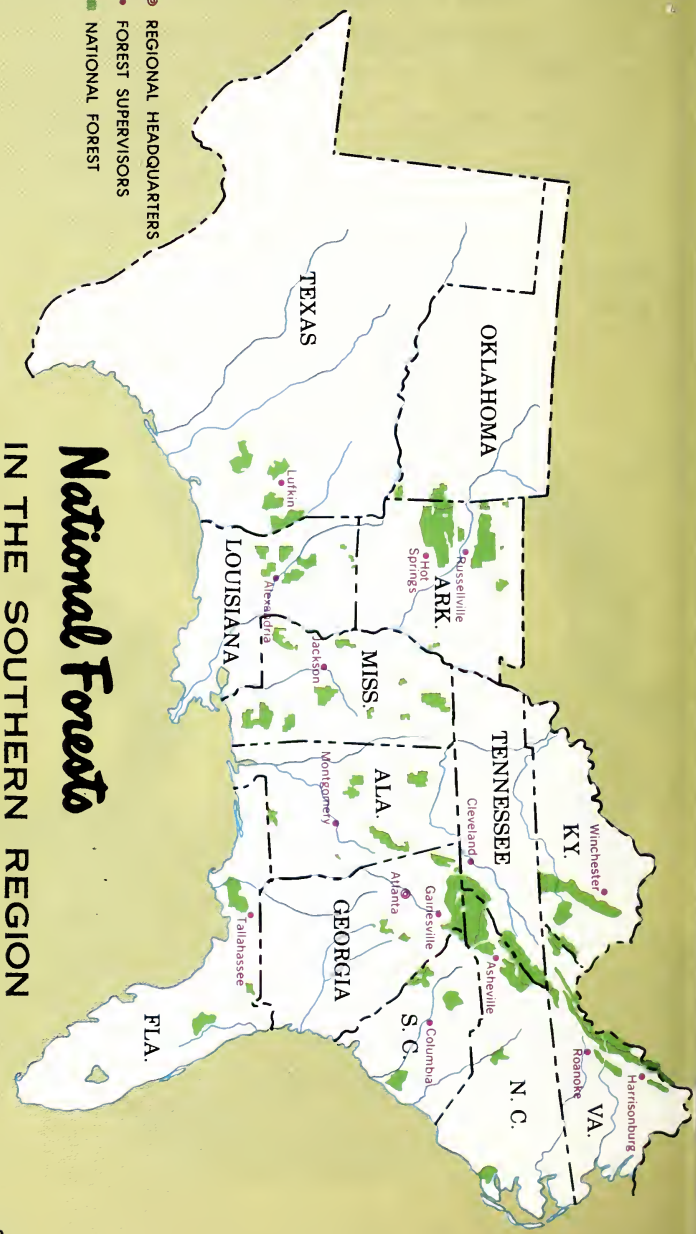 REGIONAL HEADQUARTERS
FOREST SUPERVISORS
NATIONAL FOREST
TEXAS
OKLAHOMA
Lufkin
LOUISIANA
Alexandria
ARK.
Russellville
Hot
Springs
MISS.
Jackson
TENNESSEE
Cleveland
KY.
Winchester
ALA.
Montgomery
GEORGIA
Atlanta
Gainesville
Asheville
Tallahassee
FLA.
S. C.
Columbia
N. C.
VA.
Roanoke
Harrisonburg
National Forests
IN THE SOUTHERN REGION